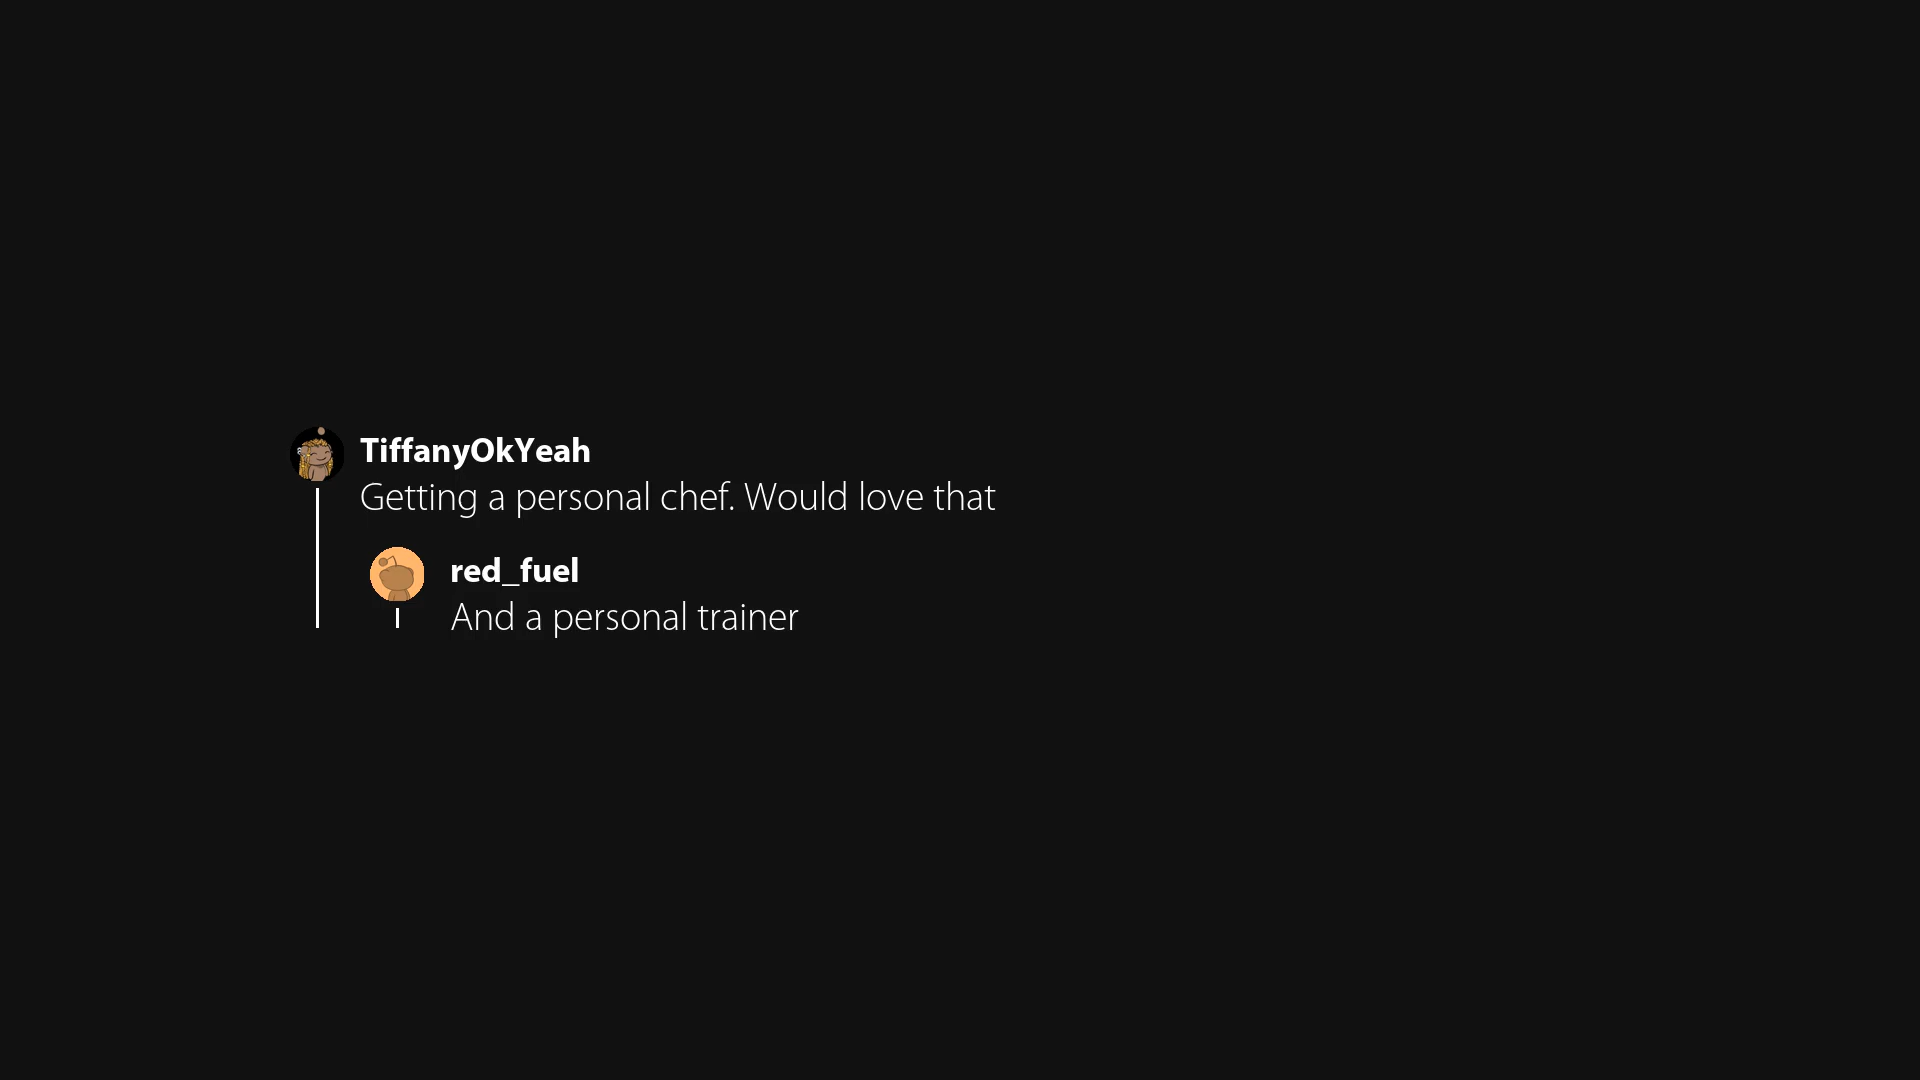 TiffanyOkYeah
Getting a personal chef. Would love that
red_fuel
And a personal trainer